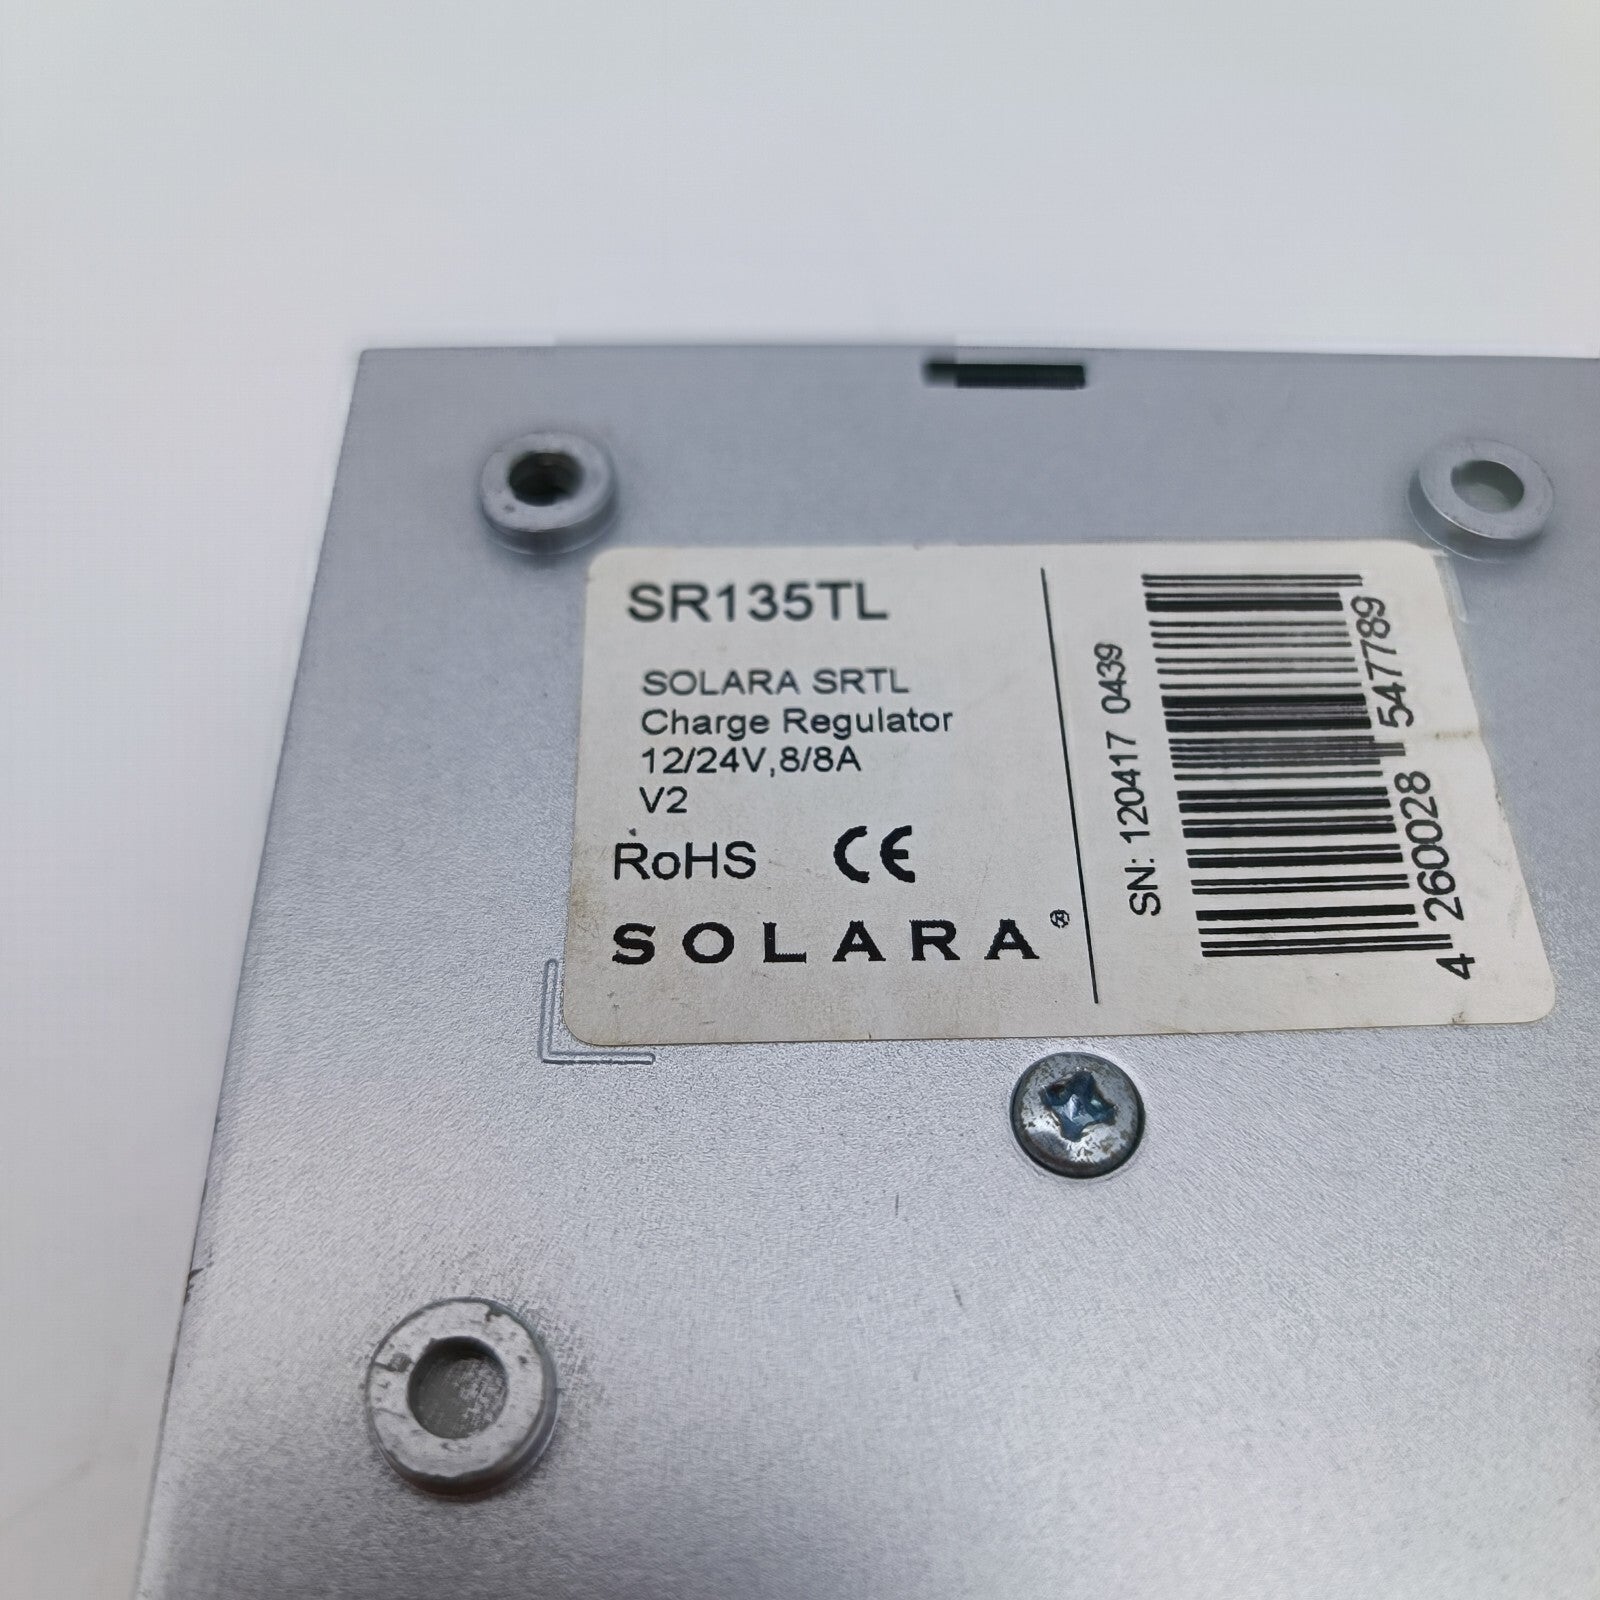 SR135TL
SOLARA SRTL
Charge Regulator
12/24V,8/8A
V2
RoHS CE
SOLARA®
SN: 120417 0439
4 260028 547789